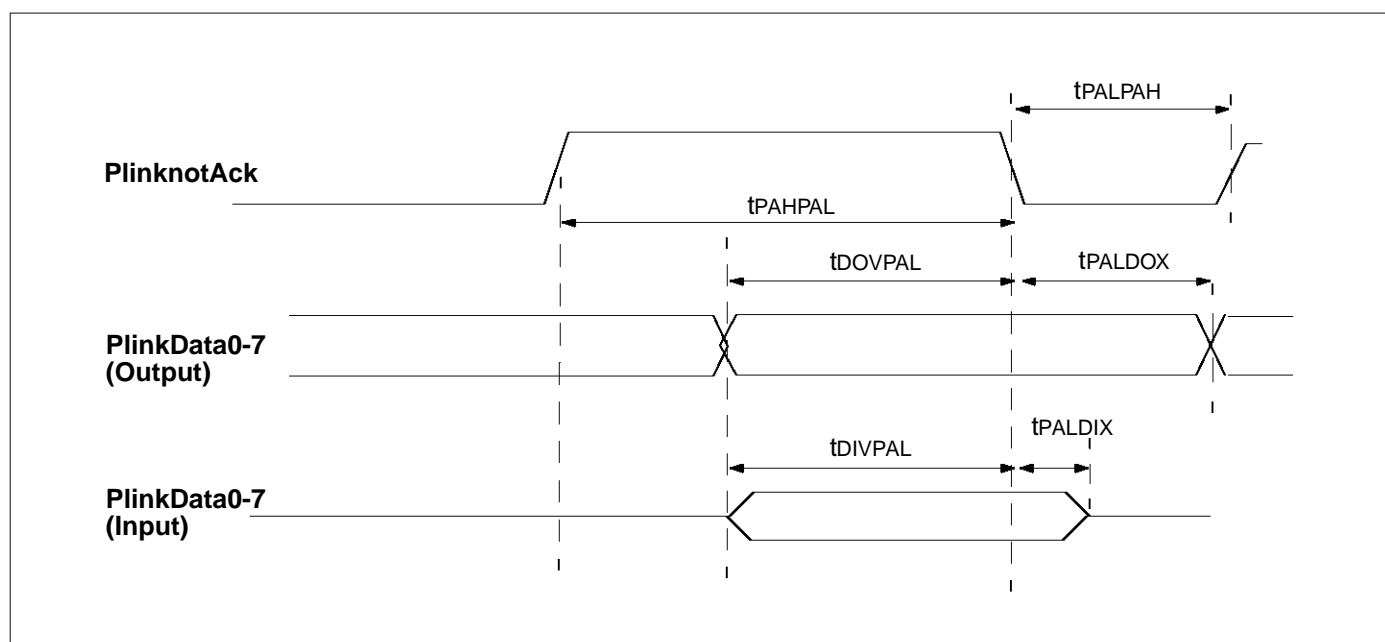 tPALPAH
PlinknotAck
tPAHPAL
tDOVPAL
tPALDOX
PlinkData0-7
(Output)
tPALDIX
tDIVPAL
PlinkData0-7
(Input)